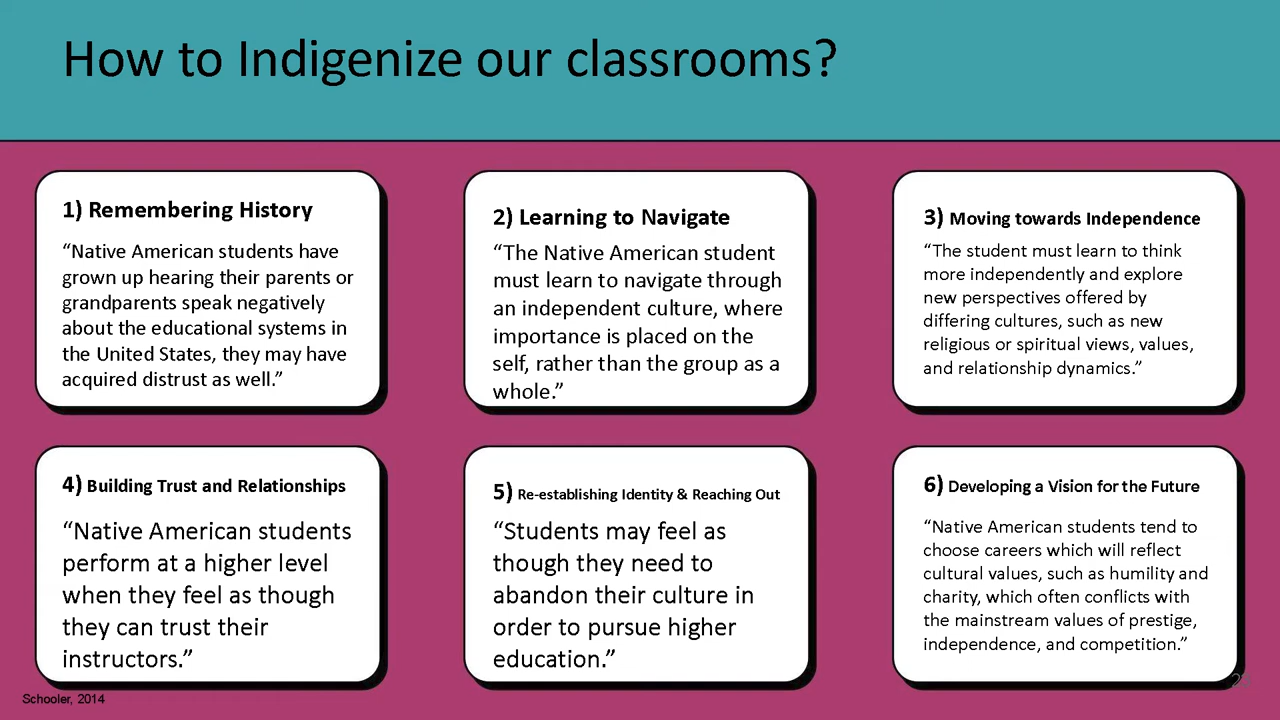 How to Indigenize our classrooms?
1) Remembering History
“Native American students have
grown up hearing their parents or
grandparents speak negatively
about the educational systems in
the United States, they may have
acquired distrust as well.”
2) Learning to Navigate
“The Native American student
must learn to navigate through
an independent culture, where
importance is placed on the
self, rather than the group as a
whole.”
3) Moving towards Independence
“The student must learn to think
more independently and explore
new perspectives offered by
differing cultures, such as new
religious or spiritual views, values,
and relationship dynamics.”
4) Building Trust and Relationships
“Native American students
perform at a higher level
when they feel as though
they can trust their
instructors.”
5) Re-establishing Identity & Reaching Out
“Students may feel as
though they need to
abandon their culture in
order to pursue higher
education.”
6) Developing a Vision for the Future
“Native American students tend to
choose careers which will reflect
cultural values, such as humility and
charity, which often conflicts with
the mainstream values of prestige,
independence, and competition.”
Schooler, 2014